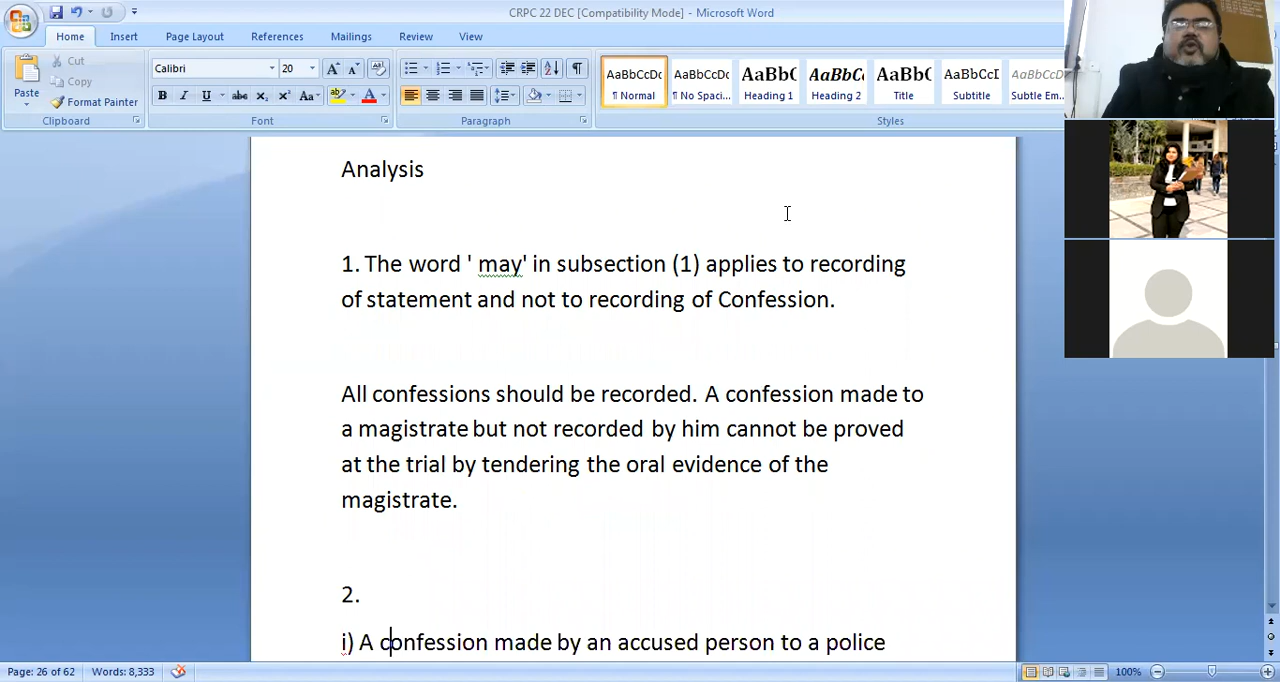 CRPC 22 DEC [Compatibility Mode] - Microsoft Word
Home Insert Page Layout References Mailings Review View
Paste
Cut
Copy
Format Painter
Clipboard
Calibri 20
Font
Paragraph
AaBbCcDc AaBbCcDc AaBbC AaBbC AaBbC AaBbCcI AaBbCcD
¶ Normal ¶ No Spaci... Heading 1 Heading 2 Title Subtitle Subtle Em...
Styles
Analysis
1. The word ' may' in subsection (1) applies to recording
of statement and not to recording of Confession.
All confessions should be recorded. A confession made to
a magistrate but not recorded by him cannot be proved
at the trial by tendering the oral evidence of the
magistrate.
2.
i) A confession made by an accused person to a police
Page: 26 of 62 Words: 8,333 100%